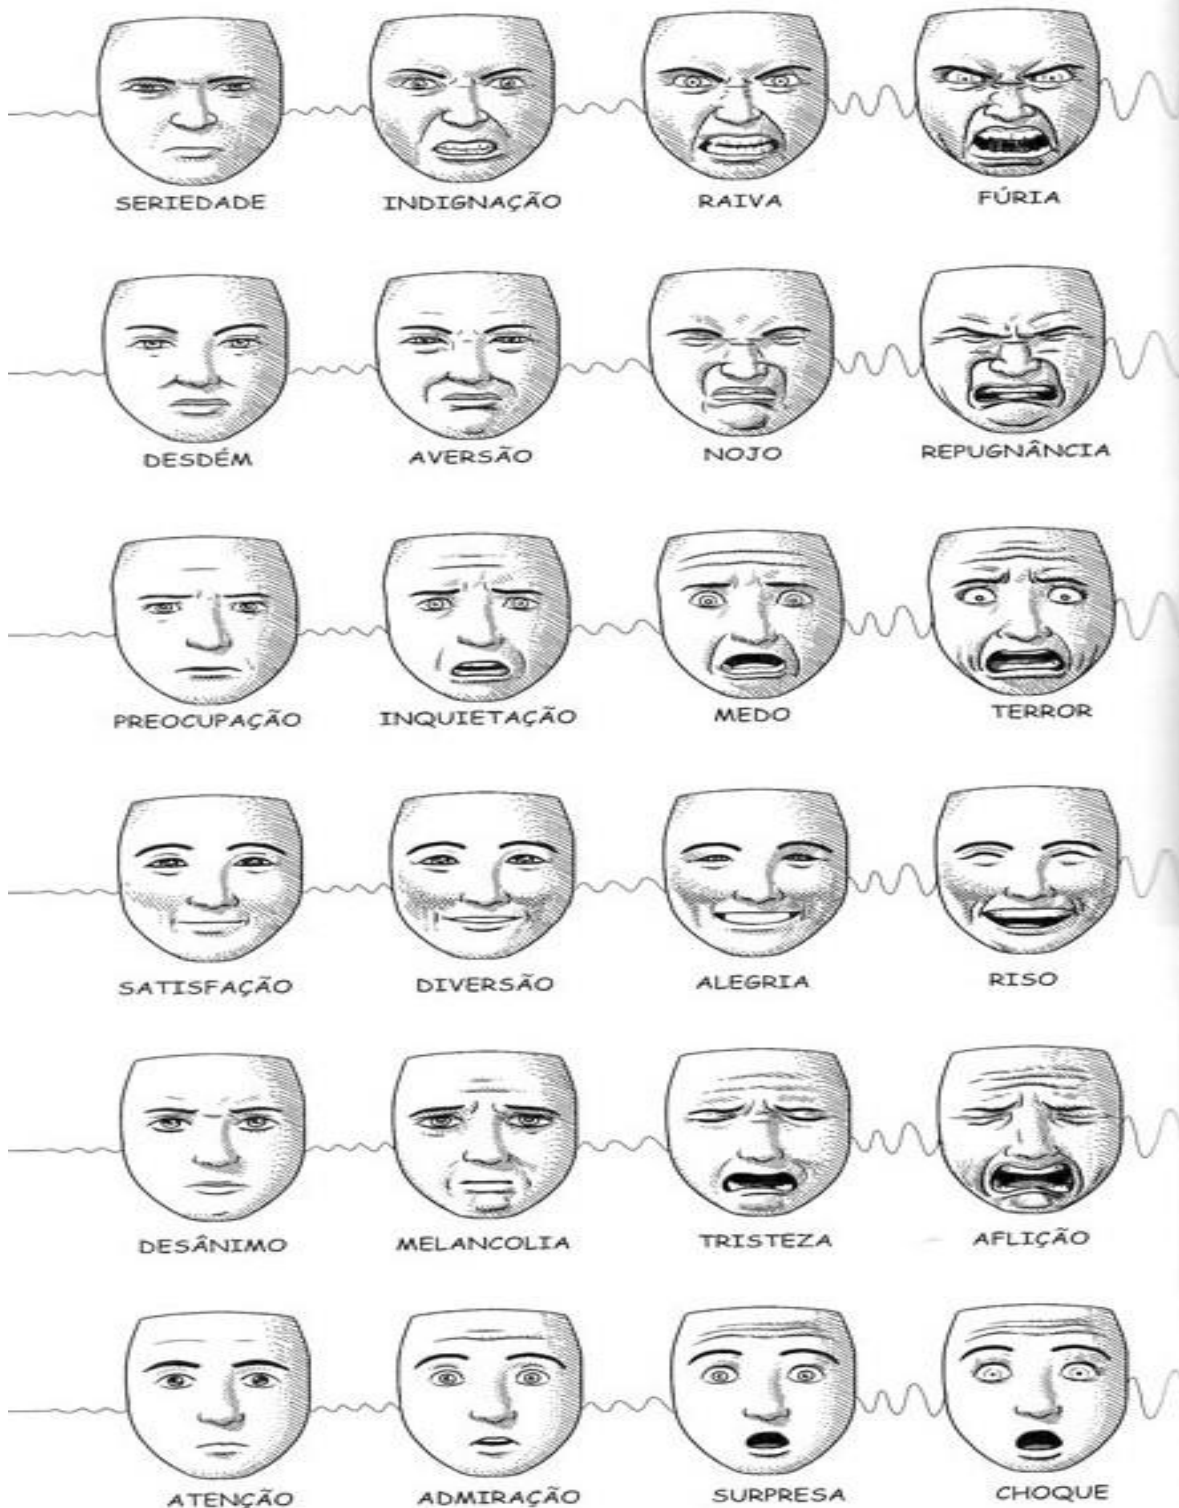 SERIEDADE INDIGNAÇÃO RAIVA FÚRIA
DESDÉM AVERSÃO NOJO REPUGNÂNCIA
PREOCUPAÇÃO INQUIETAÇÃO MEDO TERROR
SATISFAÇÃO DIVERSÃO ALEGRIA RISO
DESÂNIMO MELANCOLIA TRISTEZA AFLIÇÃO
ATENÇÃO ADMIRAÇÃO SURPRESA CHOQUE